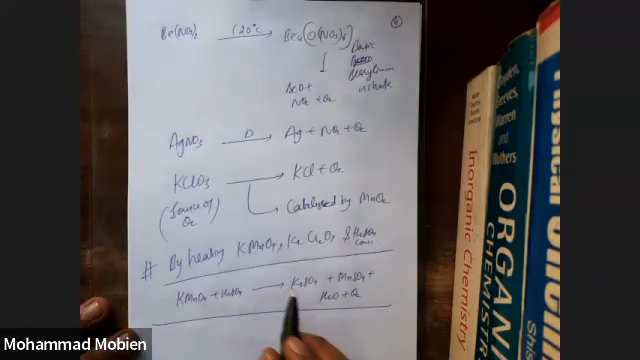 Be(NO3)2 120°C → Be4[O(NO3)6]
Basic
Beryllium
nitrate
BeO +
NO2 + O2
AgNO3 Δ → Ag + NO2 + O2
KClO3 → KCl + O2
(Source of O2)
Catalysed by MnO2
# By heating KMnO4, K2Cr2O7 & H2SO4 conc.
KMnO4 + H2SO4 → K2SO4 + MnSO4 +
H2O + O2
Inorganic Chemistry
Clayden, Greeves, Warren and Wothers
ORGANIC CHEMISTRY
Physical Chemi
Mohammad Mobien